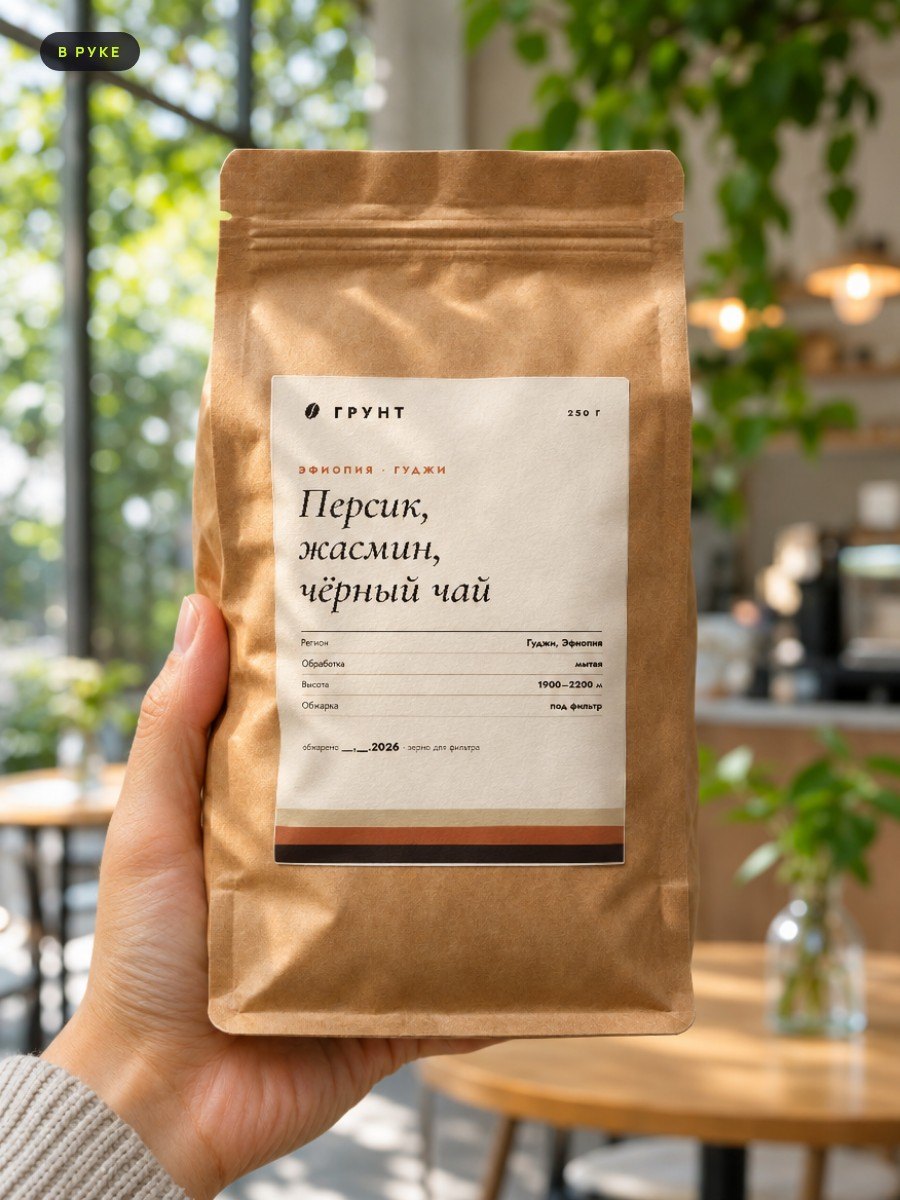 В РУКЕ
ГРУНТ 250 Г
ЭФИОПИЯ · ГУДЖИ
Персик,
жасмин,
чёрный чай
Регион Гуджи, Эфиопия
Обработка мытая
Высота 1900–2200 м
Обжарка под фильтр
обжарено __.__.2026 · зерно для фильтра